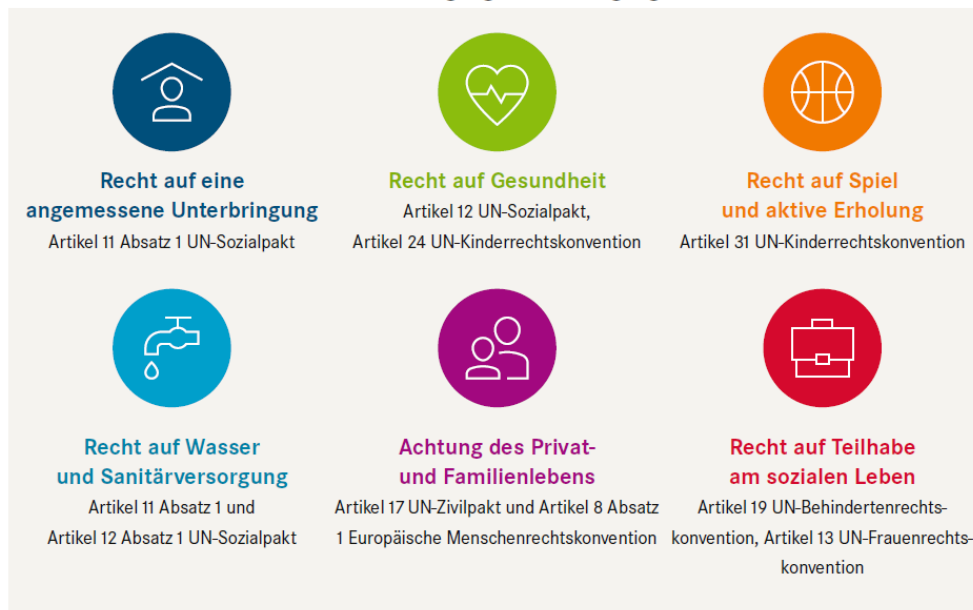 Recht auf eine
angemessene Unterbringung
Artikel 11 Absatz 1 UN-Sozialpakt
Recht auf Gesundheit
Artikel 12 UN-Sozialpakt,
Artikel 24 UN-Kinderrechtskonvention
Recht auf Spiel
und aktive Erholung
Artikel 31 UN-Kinderrechtskonvention
Recht auf Wasser
und Sanitärversorgung
Artikel 11 Absatz 1 und
Artikel 12 Absatz 1 UN-Sozialpakt
Achtung des Privat-
und Familienlebens
Artikel 17 UN-Zivilpakt und Artikel 8 Absatz
1 Europäische Menschenrechtskonvention
Recht auf Teilhabe
am sozialen Leben
Artikel 19 UN-Behindertenrechts-
konvention, Artikel 13 UN-Frauenrechts-
konvention